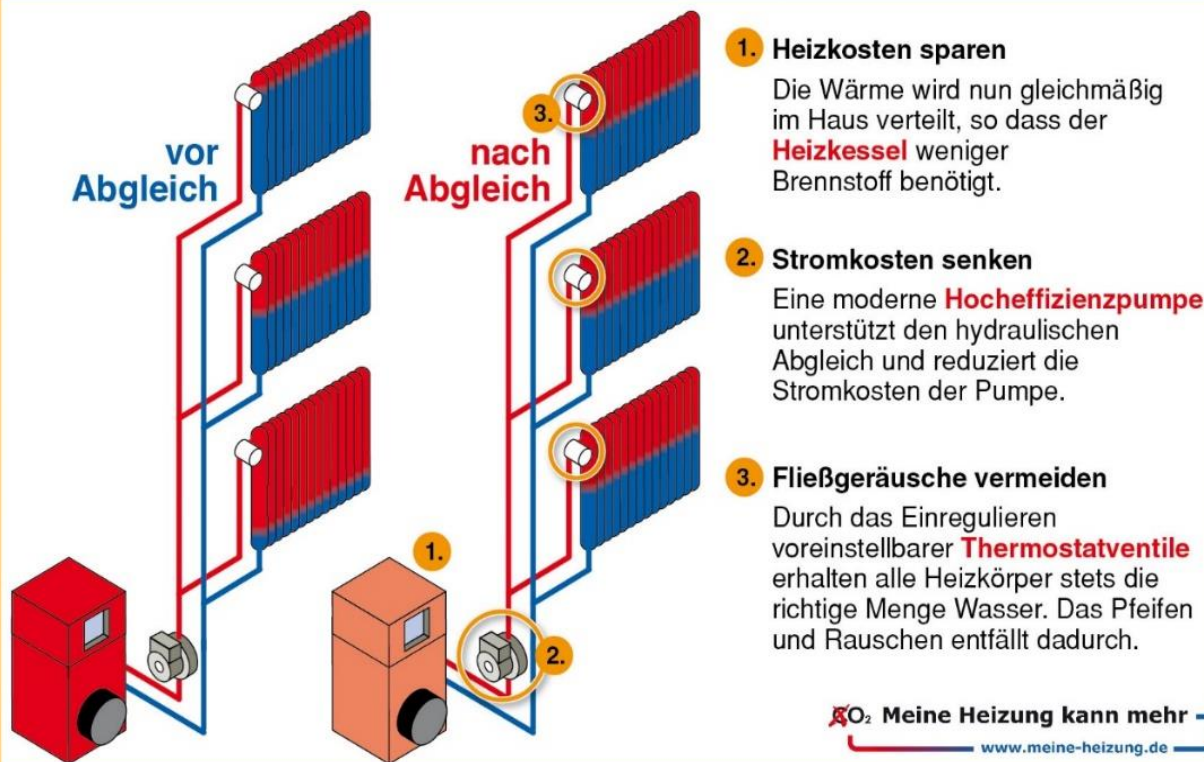 vor
Abgleich
nach
Abgleich
3.
1.
2.
1. Heizkosten sparen
Die Wärme wird nun gleichmäßig
im Haus verteilt, so dass der
Heizkessel weniger
Brennstoff benötigt.
2. Stromkosten senken
Eine moderne Hocheffizienzpumpe
unterstützt den hydraulischen
Abgleich und reduziert die
Stromkosten der Pumpe.
3. Fließgeräusche vermeiden
Durch das Einregulieren
voreinstellbarer Thermostatventile
erhalten alle Heizkörper stets die
richtige Menge Wasser. Das Pfeifen
und Rauschen entfällt dadurch.
CO₂ Meine Heizung kann mehr
www.meine-heizung.de